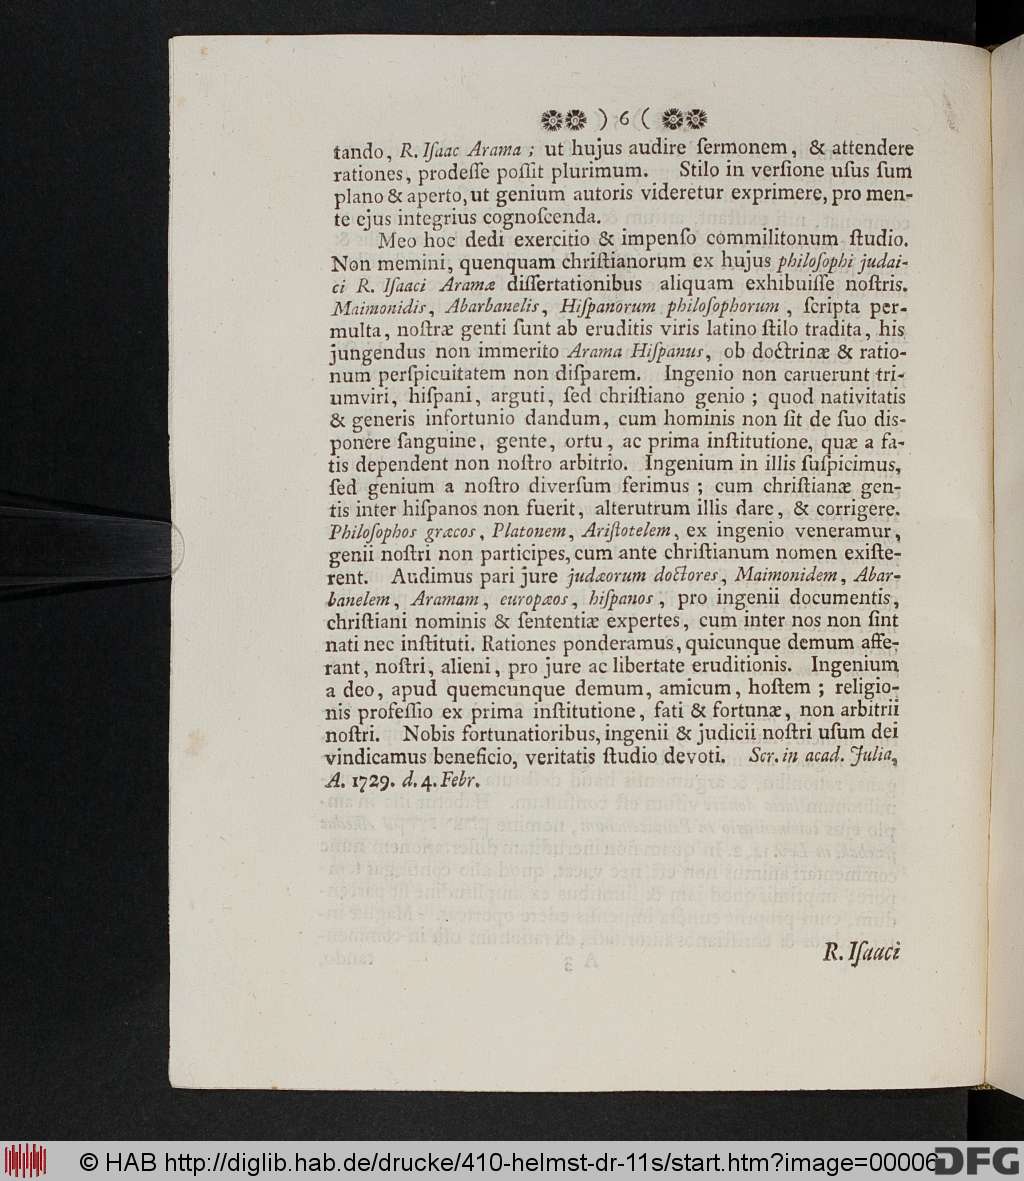 ) 6 (
tando, R. Iſaac Arama; ut hujus audire ſermonem, & attendere
rationes, prodeſſe poſſit plurimum. Stilo in verſione uſus ſum
plano & aperto, ut genium autoris videretur exprimere, pro men-
te ejus integrius cognoſcenda.
Meo hoc dedi exercitio & impenſo commilitonum ſtudio.
Non memini, quenquam chriſtianorum ex hujus philoſophi judai-
ci R. Iſaaci Aramæ diſſertationibus aliquam exhibuiſſe noſtris.
Maimonidis, Abarbanelis, Hiſpanorum philoſophorum, ſcripta per-
multa, noſtræ genti ſunt ab eruditis viris latino ſtilo tradita, his
jungendus non immerito Arama Hiſpanus, ob doctrinæ & ratio-
num perſpicuitatem non diſparem. Ingenio non caruerunt tri-
umviri, hiſpani, arguti, ſed chriſtiano genio; quod nativitatis
& generis infortunio dandum, cum hominis non ſit de ſuo diſ-
ponere ſanguine, gente, ortu, ac prima inſtitutione, quæ a fa-
tis dependent non noſtro arbitrio. Ingenium in illis ſuſpicimus,
ſed genium a noſtro diverſum ferimus; cum chriſtianæ gen-
tis inter hiſpanos non fuerit, alterutrum illis dare, & corrigere.
Philoſophos græcos, Platonem, Ariſtotelem, ex ingenio veneramur,
genii noſtri non participes, cum ante chriſtianum nomen exiſte-
rent. Audimus pari jure judæorum doctores, Maimonidem, Abar-
banelem, Aramam, europæos, hiſpanos, pro ingenii documentis,
chriſtiani nominis & ſententiæ expertes, cum inter nos non ſint
nati nec inſtituti. Rationes ponderamus, quicunque demum affe-
rant, noſtri, alieni, pro jure ac libertate eruditionis. Ingenium
a deo, apud quemcunque demum, amicum, hoſtem; religio-
nis profeſſio ex prima inſtitutione, fati & fortunæ, non arbitrii
noſtri. Nobis fortunatioribus, ingenii & judicii noſtri uſum dei
vindicamus beneficio, veritatis ſtudio devoti. Scr. in acad. Julia,
A. 1729. d. 4. Febr.
R. Iſaaci
© HAB http://diglib.hab.de/drucke/410-helmst-dr-11s/start.htm?image=00006
DFG